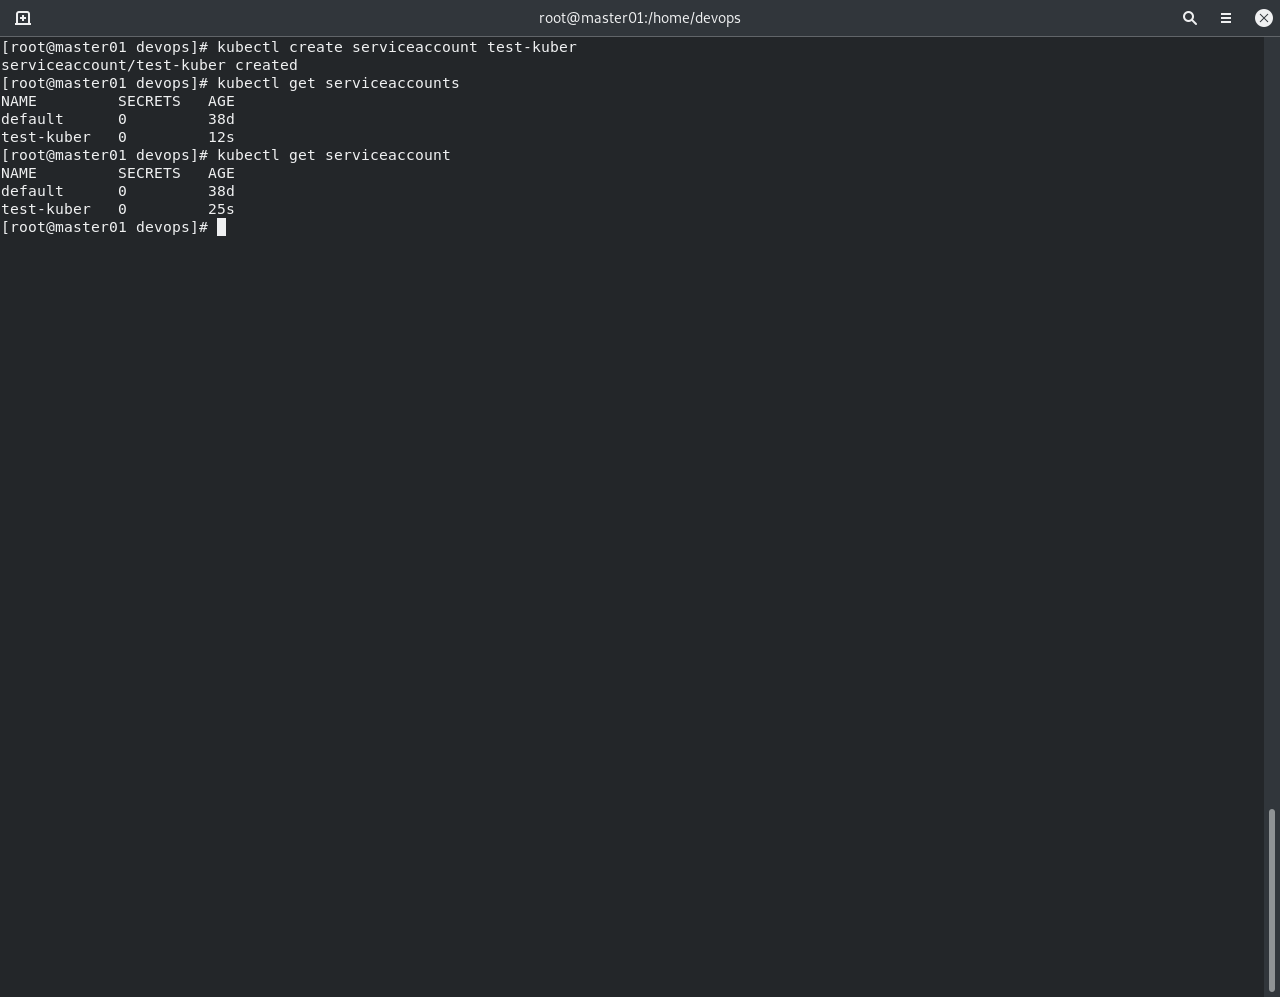 root@master01:/home/devops
[root@master01 devops]# kubectl create serviceaccount test-kuber
serviceaccount/test-kuber created
[root@master01 devops]# kubectl get serviceaccounts
NAME         SECRETS   AGE
default      0         38d
test-kuber   0         12s
[root@master01 devops]# kubectl get serviceaccount
NAME         SECRETS   AGE
default      0         38d
test-kuber   0         25s
[root@master01 devops]#